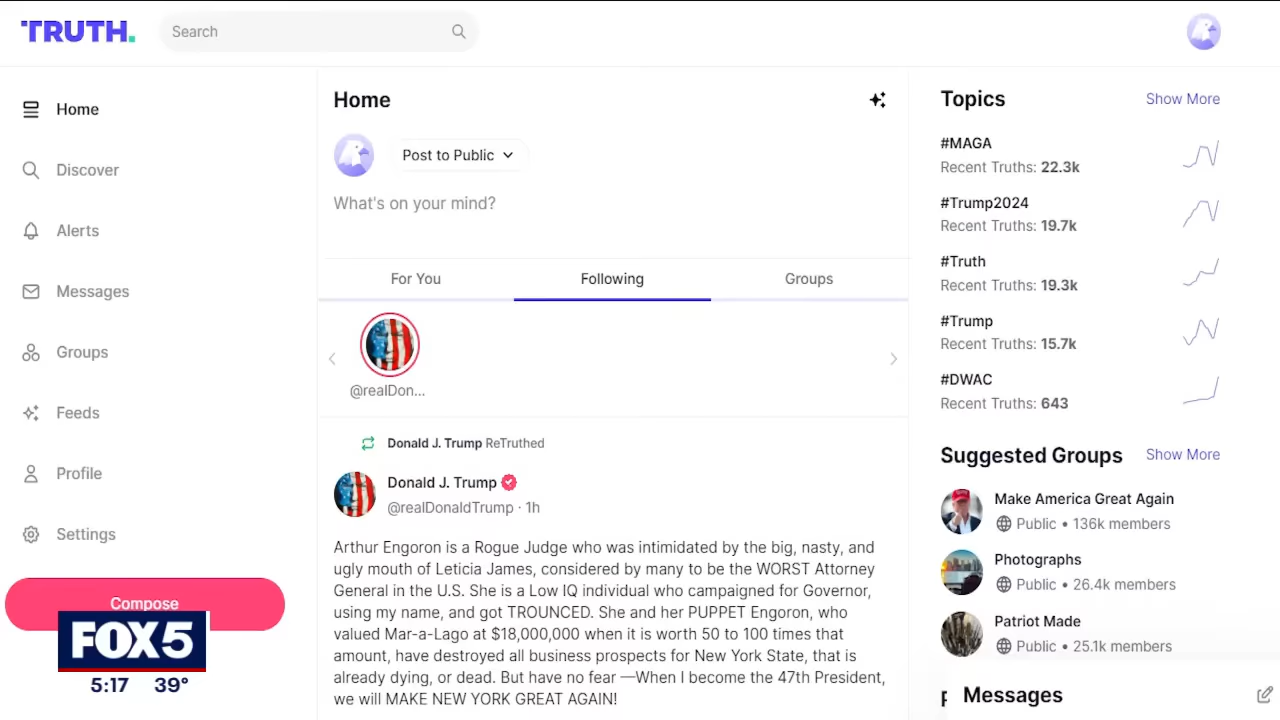 TRUTH.
Search
Home
Discover
Alerts
Messages
Groups
Feeds
Profile
Settings
Compose
FOX5
5:17 39°
Home
Post to Public
What's on your mind?
For You Following Groups
@realDon...
Donald J. Trump ReTruthed
Donald J. Trump
@realDonaldTrump · 1h
Arthur Engoron is a Rogue Judge who was intimidated by the big, nasty, and
ugly mouth of Leticia James, considered by many to be the WORST Attorney
General in the U.S. She is a Low IQ individual who campaigned for Governor,
using my name, and got TROUNCED. She and her PUPPET Engoron, who
valued Mar-a-Lago at $18,000,000 when it is worth 50 to 100 times that
amount, have destroyed all business prospects for New York State, that is
already dying, or dead. But have no fear —When I become the 47th President,
we will MAKE NEW YORK GREAT AGAIN!
Topics Show More
#MAGA
Recent Truths: 22.3k
#Trump2024
Recent Truths: 19.7k
#Truth
Recent Truths: 19.3k
#Trump
Recent Truths: 15.7k
#DWAC
Recent Truths: 643
Suggested Groups Show More
Make America Great Again
Public • 136k members
Photographs
Public • 26.4k members
Patriot Made
Public • 25.1k members
Messages